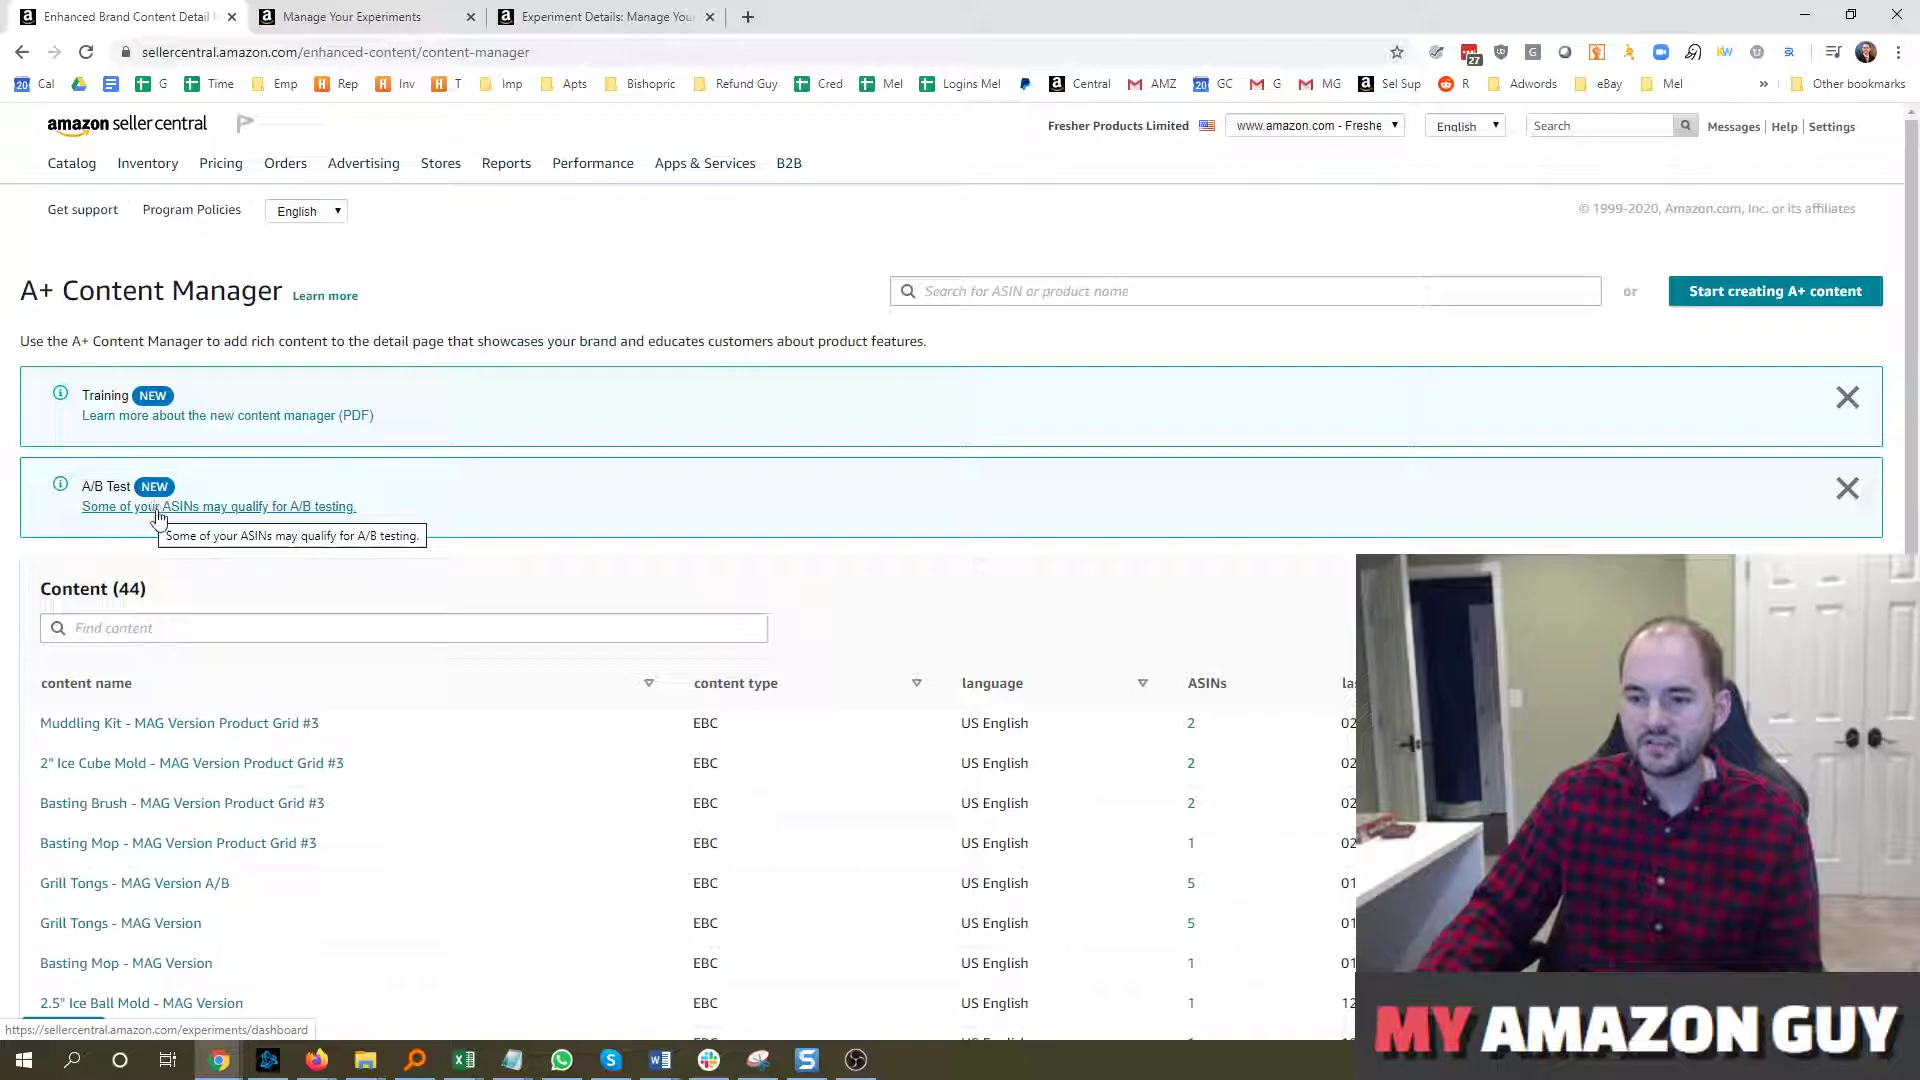 Enhanced Brand Content Detail
Manage Your Experiments
Experiment Details: Manage You
sellercentral.amazon.com/enhanced-content/content-manager
27
20 Cal
G
Time
Emp
Rep
Inv
T
Imp
Apts
Bishopric
Refund Guy
Cred
Mel
Logins Mel
Central
AMZ
20 GC
G
MG
Sel Sup
R
Adwords
eBay
Mel
Other bookmarks
amazon seller central
Fresher Products Limited
www.amazon.com - Freshe
English
Search
Messages | Help | Settings
Catalog Inventory Pricing Orders Advertising Stores Reports Performance Apps & Services B2B
Get support Program Policies English
© 1999-2020, Amazon.com, Inc. or its affiliates
A+ Content Manager Learn more
Search for ASIN or product name
or
Start creating A+ content
Use the A+ Content Manager to add rich content to the detail page that showcases your brand and educates customers about product features.
Training NEW
Learn more about the new content manager (PDF)
A/B Test NEW
Some of your ASINs may qualify for A/B testing.
Some of your ASINs may qualify for A/B testing.
Content (44)
Find content
content name content type language ASINs la
Muddling Kit - MAG Version Product Grid #3 EBC US English 2 02
2" Ice Cube Mold - MAG Version Product Grid #3 EBC US English 2 02
Basting Brush - MAG Version Product Grid #3 EBC US English 2 02
Basting Mop - MAG Version Product Grid #3 EBC US English 1 02
Grill Tongs - MAG Version A/B EBC US English 5 01
Grill Tongs - MAG Version EBC US English 5 01
Basting Mop - MAG Version EBC US English 1 01
2.5" Ice Ball Mold - MAG Version EBC US English 1 12
https://sellercentral.amazon.com/experiments/dashboard
MY AMAZON GUY